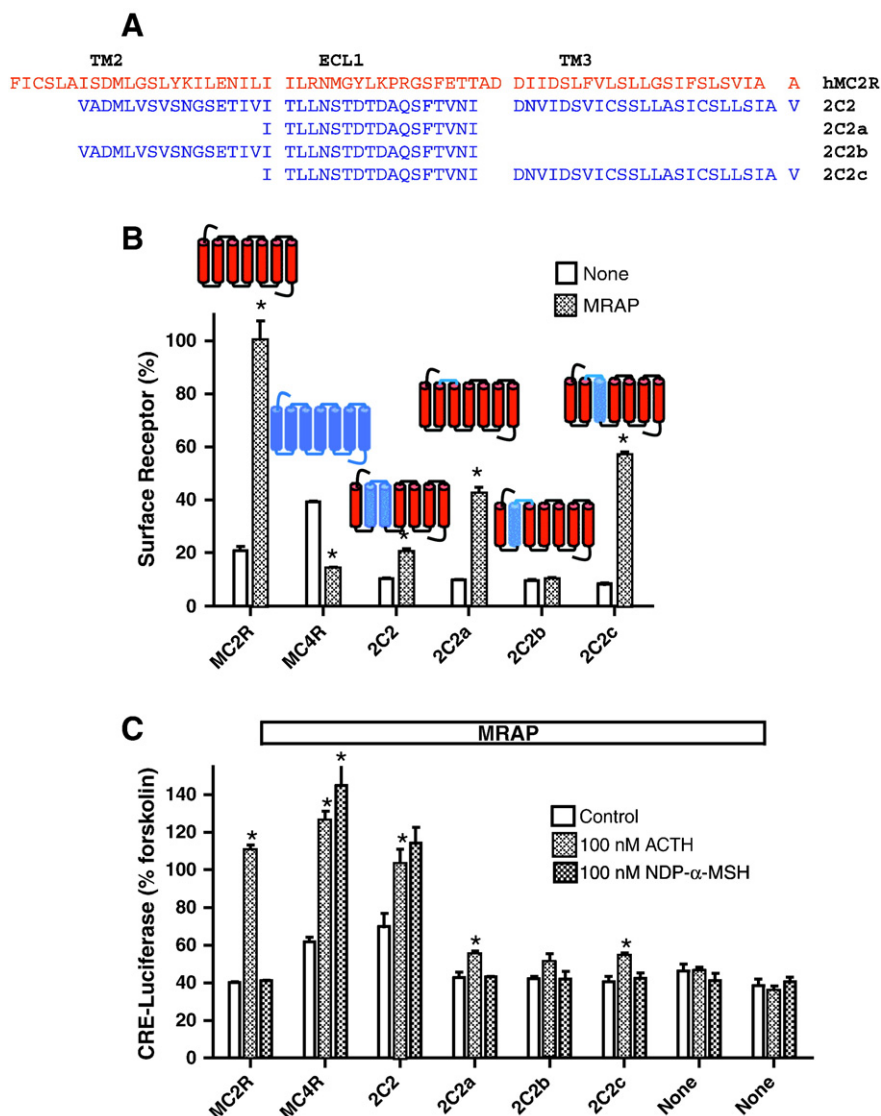 A
TM2 ECL1 TM3
FICSLAISDMLGSLYKILENILI ILRNMGYLKPRGSFETTAD DIIDSLFVLSLLGSIFSLSVIA A hMC2R
VADMLVSVSNGSETIVI TLLNSTDTDAQSFTVNI DNVIDSVICSSLLASICSLLSIA V 2C2
I TLLNSTDTDAQSFTVNI 2C2a
VADMLVSVSNGSETIVI TLLNSTDTDAQSFTVNI 2C2b
I TLLNSTDTDAQSFTVNI DNVIDSVICSSLLASICSLLSIA V 2C2c
B
None
MRAP
Surface Receptor (%)
100
80
60
40
20
0
* * * * *
MC2R MC4R 2C2 2C2a 2C2b 2C2c
C
MRAP
CRE-Luciferase (% forskolin)
140
120
100
80
60
40
20
0
Control
100 nM ACTH
100 nM NDP-α-MSH
* * * * * *
MC2R MC4R 2C2 2C2a 2C2b 2C2c None None